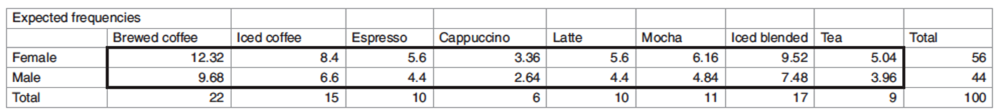 Expected frequencies
Brewed coffee Iced coffee Espresso Cappuccino Latte Mocha Iced blended Tea Total
Female 12.32 8.4 5.6 3.36 5.6 6.16 9.52 5.04 56
Male 9.68 6.6 4.4 2.64 4.4 4.84 7.48 3.96 44
Total 22 15 10 6 10 11 17 9 100